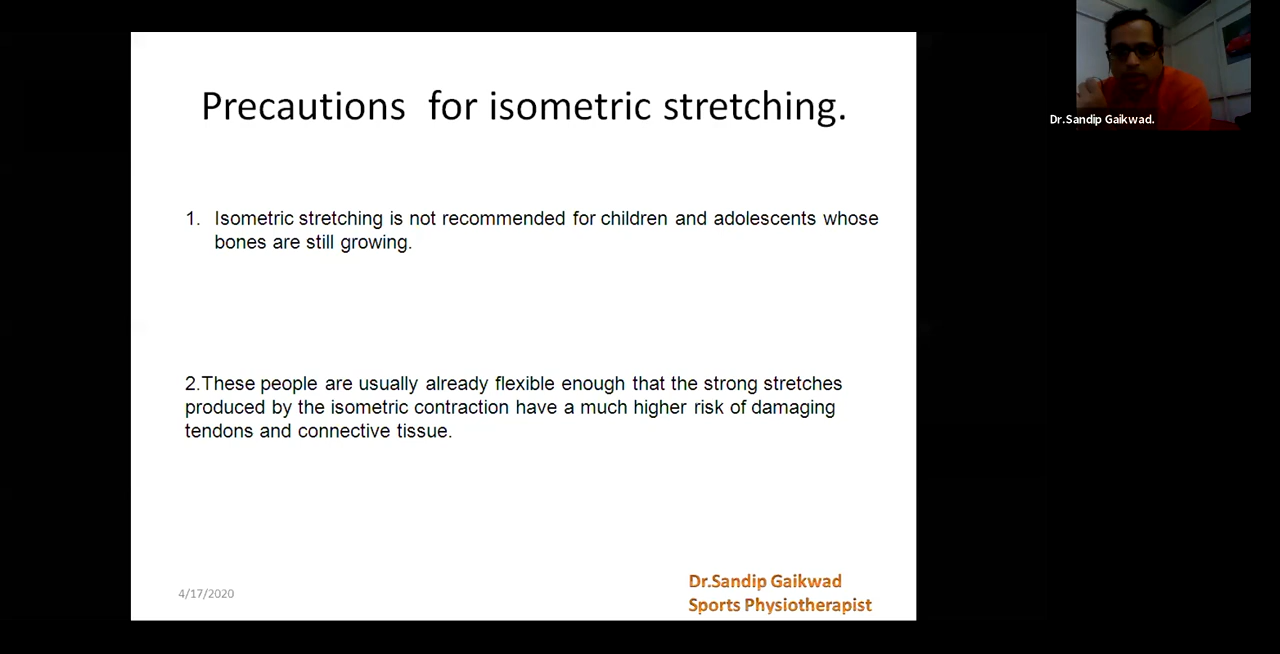 Precautions  for isometric stretching.
Dr.Sandip Gaikwad.
1. Isometric stretching is not recommended for children and adolescents whose
bones are still growing.
2.These people are usually already flexible enough that the strong stretches
produced by the isometric contraction have a much higher risk of damaging
tendons and connective tissue.
4/17/2020
Dr.Sandip Gaikwad
Sports Physiotherapist